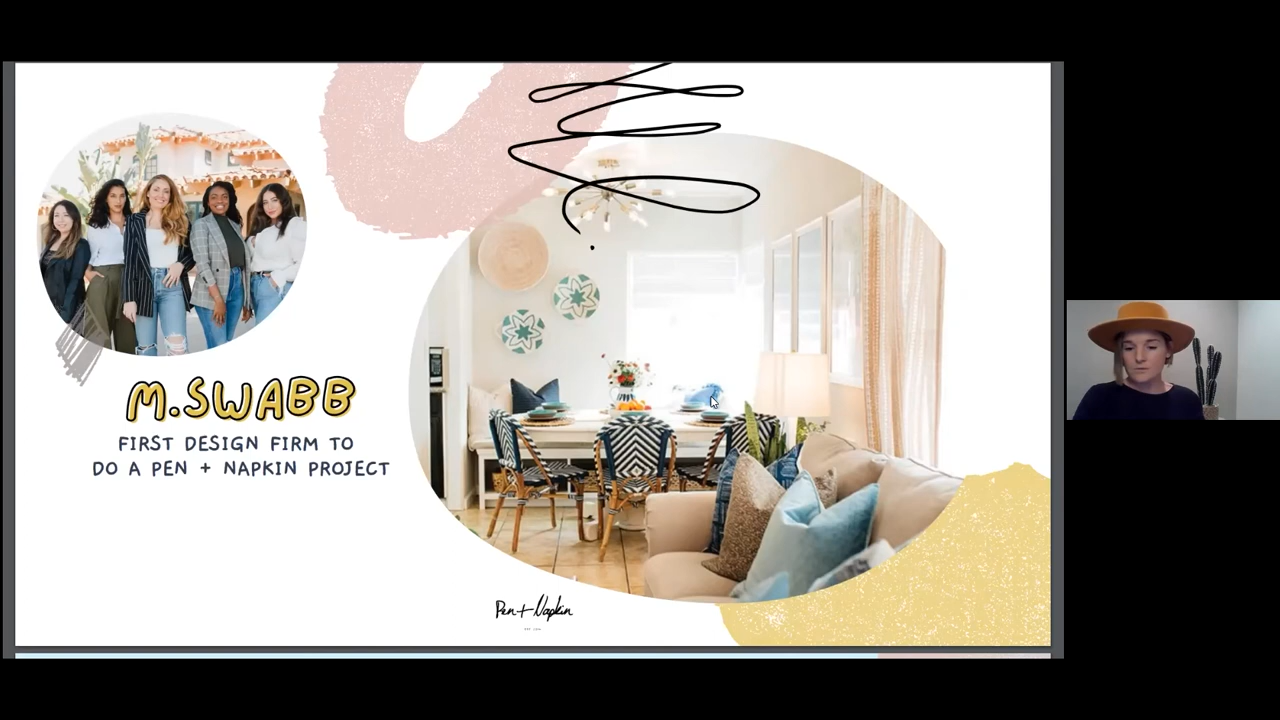 M.SWABB
FIRST DESIGN FIRM TO
DO A PEN + NAPKIN PROJECT
Pen + Napkin